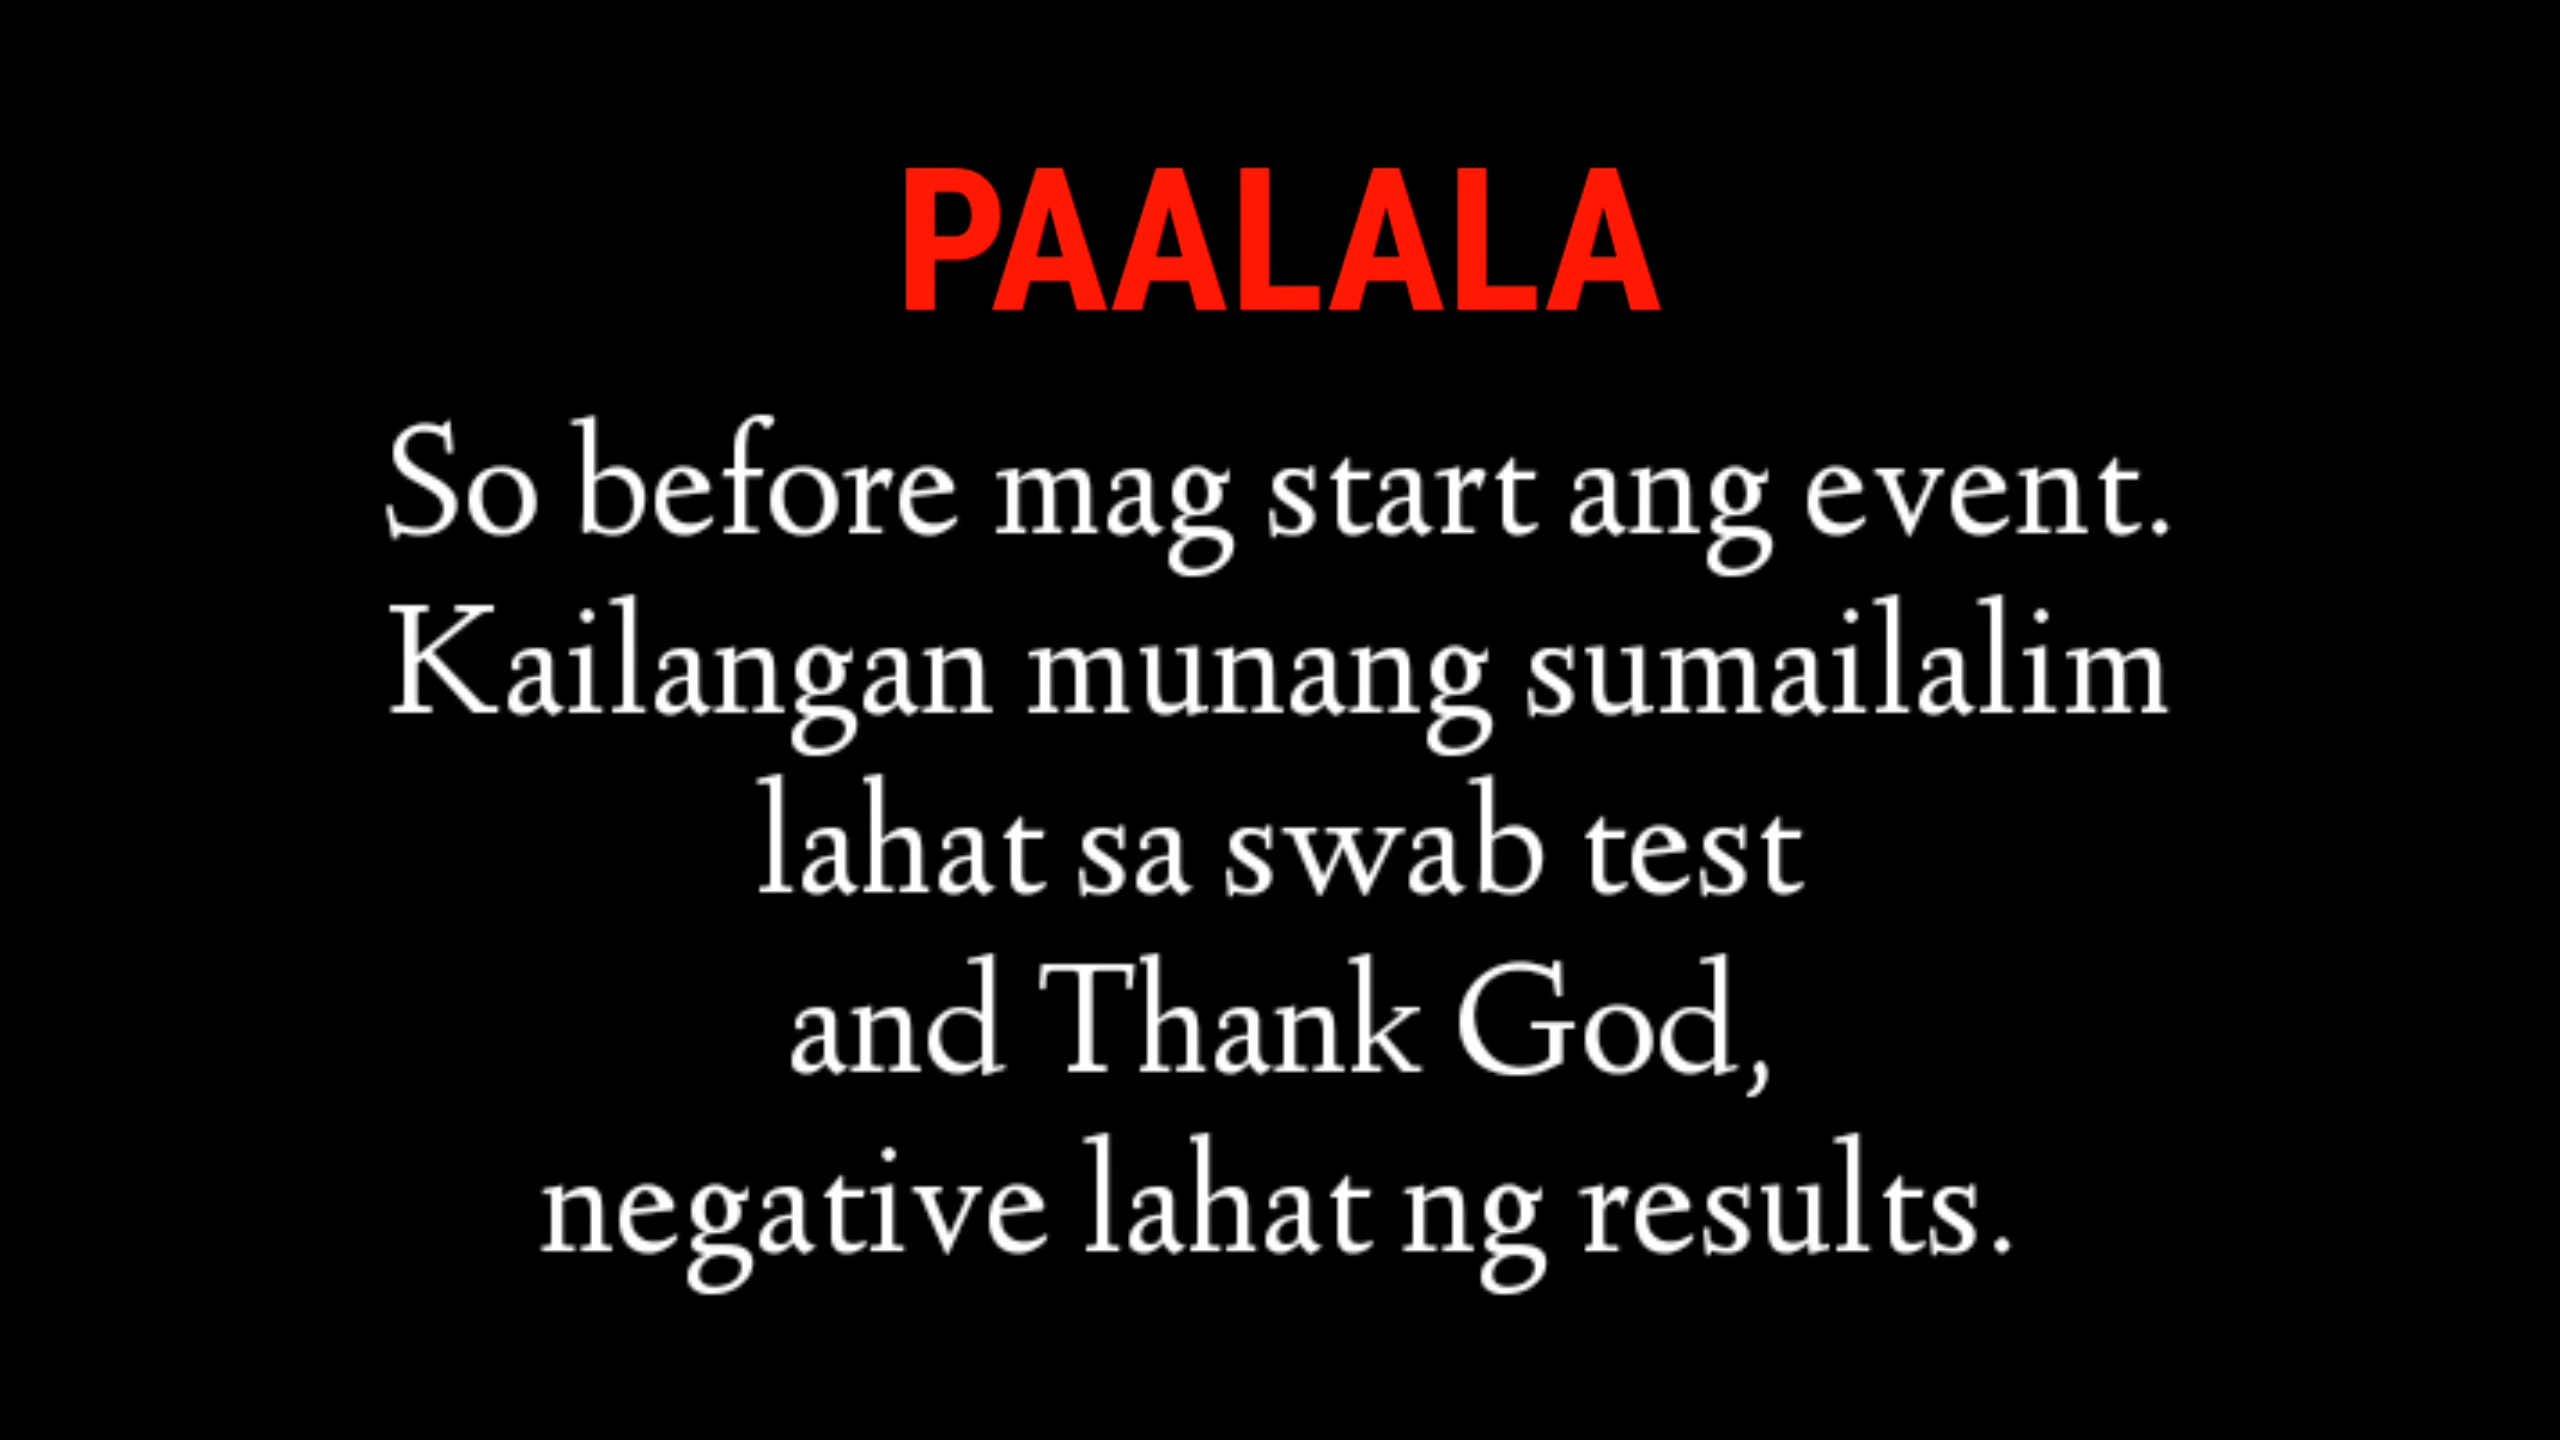 PAALALA
So before mag start ang event.
Kailangan munang sumailalim
lahat sa swab test
and Thank God,
negative lahat ng results.